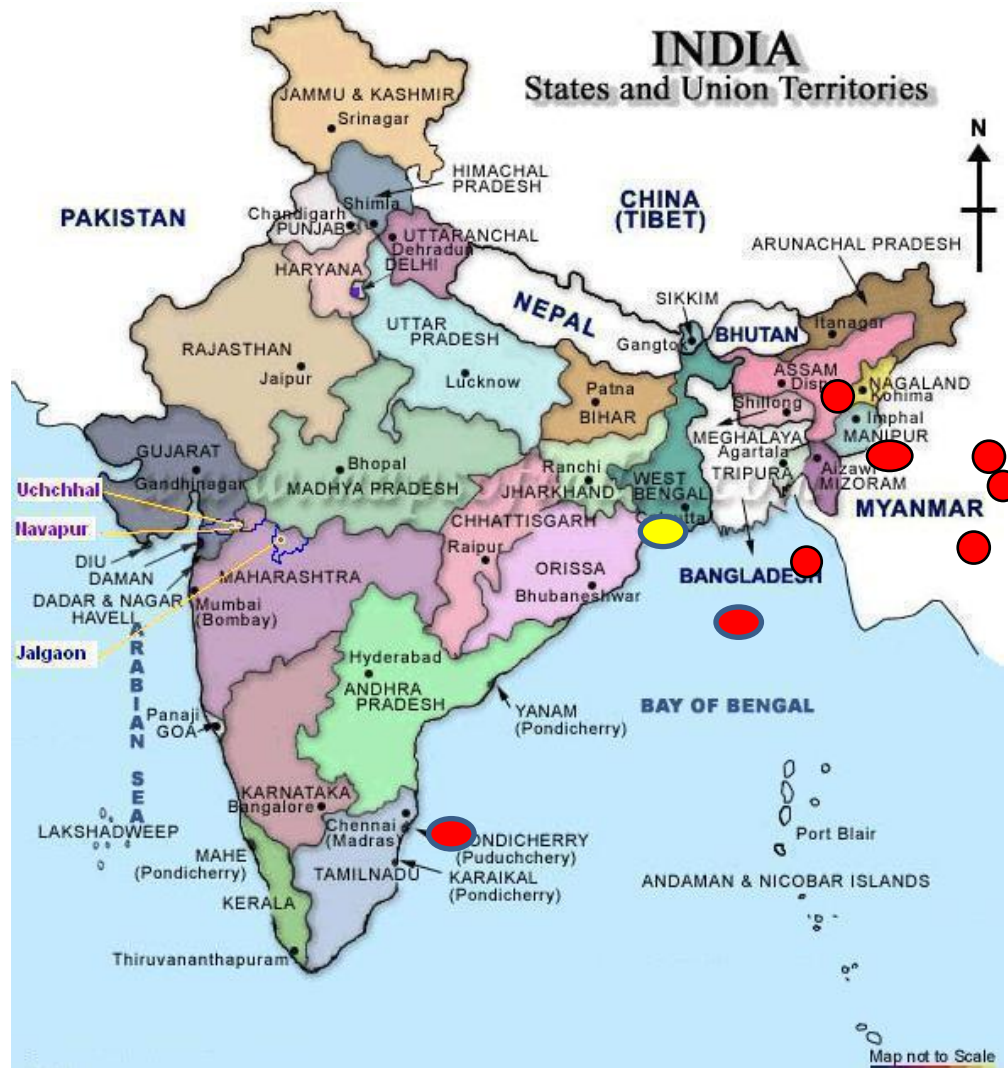 INDIA
States and Union Territories
N
JAMMU & KASHMIR
Srinagar
HIMACHAL
PRADESH
CHINA
(TIBET)
PAKISTAN
Shimla
Chandigarh
PUNJAB
UTTARANCHAL
Dehradun
DELHI
HARYANA
ARUNACHAL PRADESH
NEPAL
SIKKIM
UTTAR
PRADESH
Gangtok
BHUTAN
Itanagar
RAJASTHAN
Jaipur
Lucknow
ASSAM
Disp
NAGALAND
Kohima
Patna
BIHAR
Shillong
Imphal
MANIPUR
MEGHALAYA
Agartala
TRIPURA
Aizawl
MIZORAM
GUJARAT
Gandhinagar
Bhopal
MADHYA PRADESH
Ranchi
JHARKHAND
WEST
BENGAL
MYANMAR
Uchchhal
Navapur
CHHATTISGARH
Raipur
DIU
DAMAN
DADAR & NAGAR
HAVELI
MAHARASHTRA
Mumbai
(Bombay)
ORISSA
Bhubaneshwar
BANGLADESH
Jalgaon
ARABIAN SEA
Hyderabad
ANDHRA
PRADESH
YANAM
(Pondicherry)
BAY OF BENGAL
Panaji
GOA
KARNATAKA
Bangalore
LAKSHADWEEP
Chennai
(Madras)
ONDICHERRY
(Puduchchery)
Port Blair
MAHE
(Pondicherry)
TAMILNADU
KARAIKAL
(Pondicherry)
ANDAMAN & NICOBAR ISLANDS
KERALA
Thiruvananthapuram
Map not to Scale